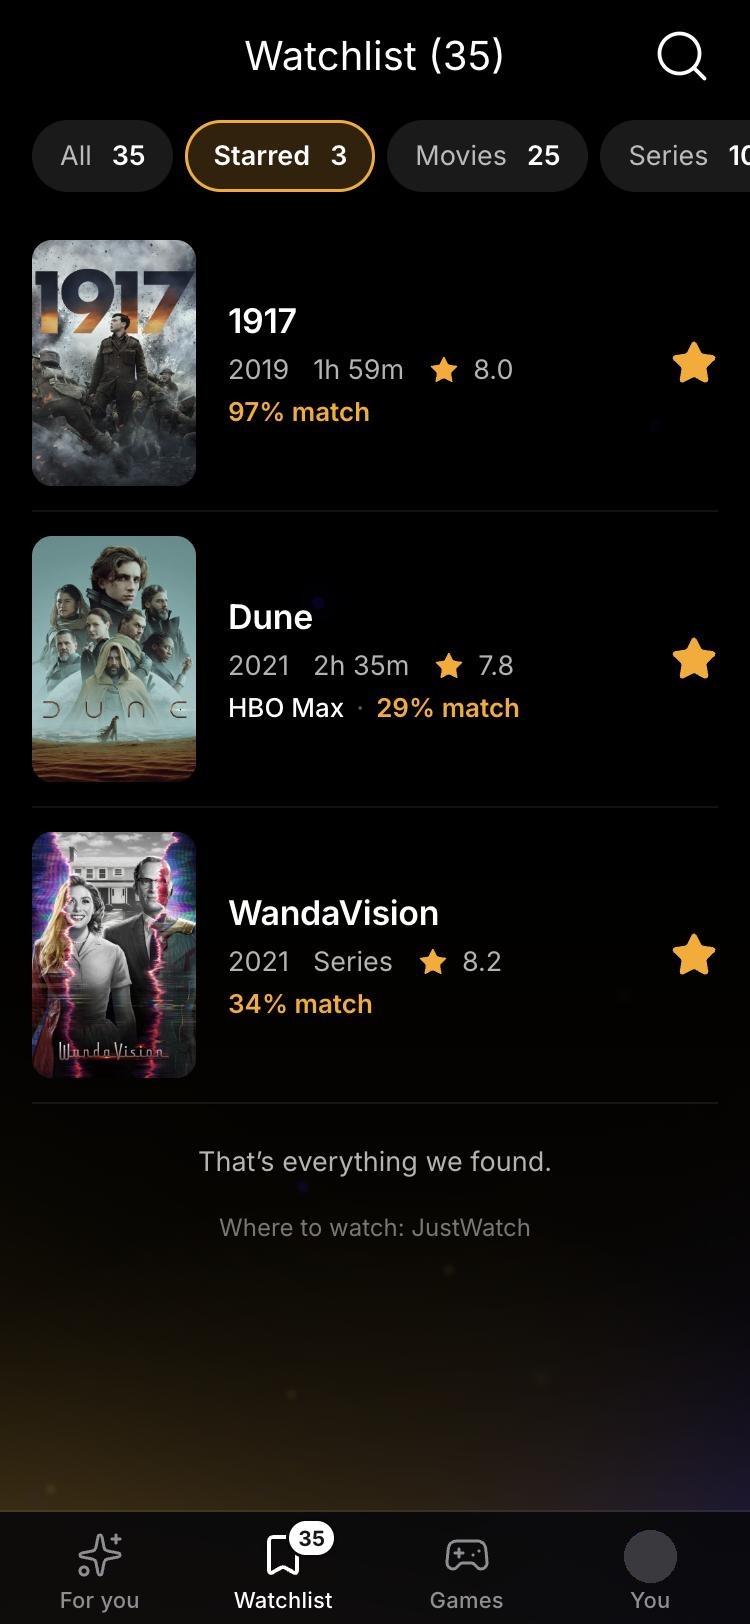 Watchlist (35)
All 35 Starred 3 Movies 25 Series 10
1917
1917
2019 1h 59m 8.0
97% match
DUNE
Dune
2021 2h 35m 7.8
HBO Max · 29% match
WandaVision
WandaVision
2021 Series 8.2
34% match
That’s everything we found.
Where to watch: JustWatch
35
For you Watchlist Games You